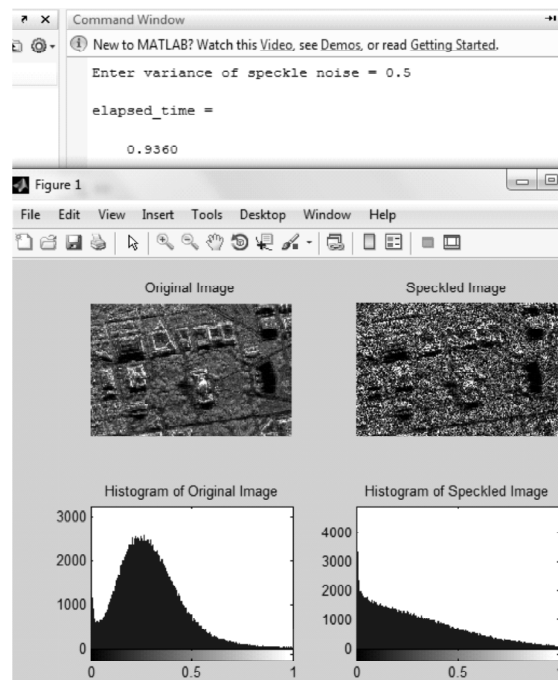 Command Window
New to MATLAB? Watch this Video, see Demos, or read Getting Started.
Enter variance of speckle noise = 0.5
elapsed_time =
0.9360
Figure 1
File Edit View Insert Tools Desktop Window Help
Original Image
Speckled Image
Histogram of Original Image
3000
2000
1000
0
0 0.5 1
Histogram of Speckled Image
4000
3000
2000
1000
0
0 0.5